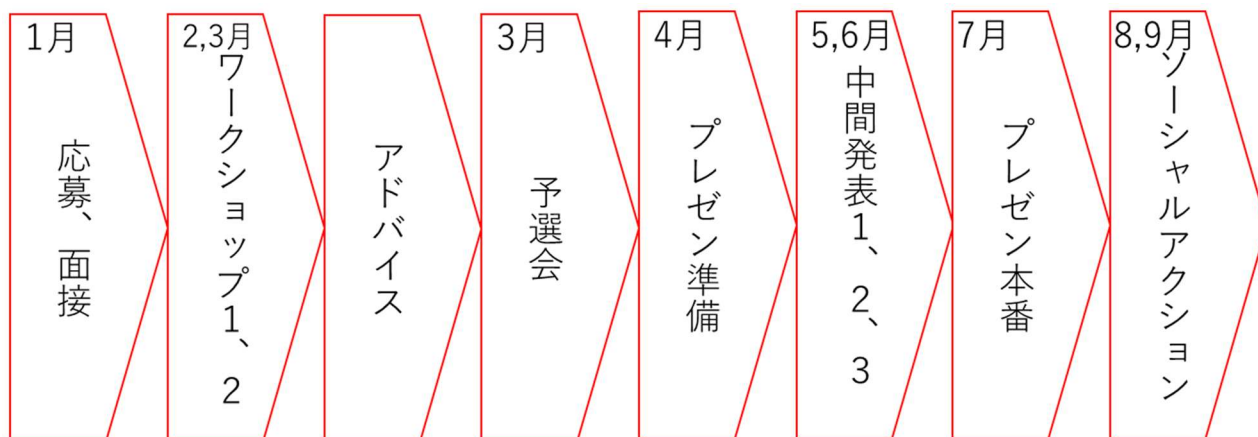 1月
応募、面接
2,3月
ワークショップ1、2
アドバイス
3月
予選会
4月
プレゼン準備
5,6月
中間発表1、2、3
7月
プレゼン本番
8,9月
ソーシャルアクション